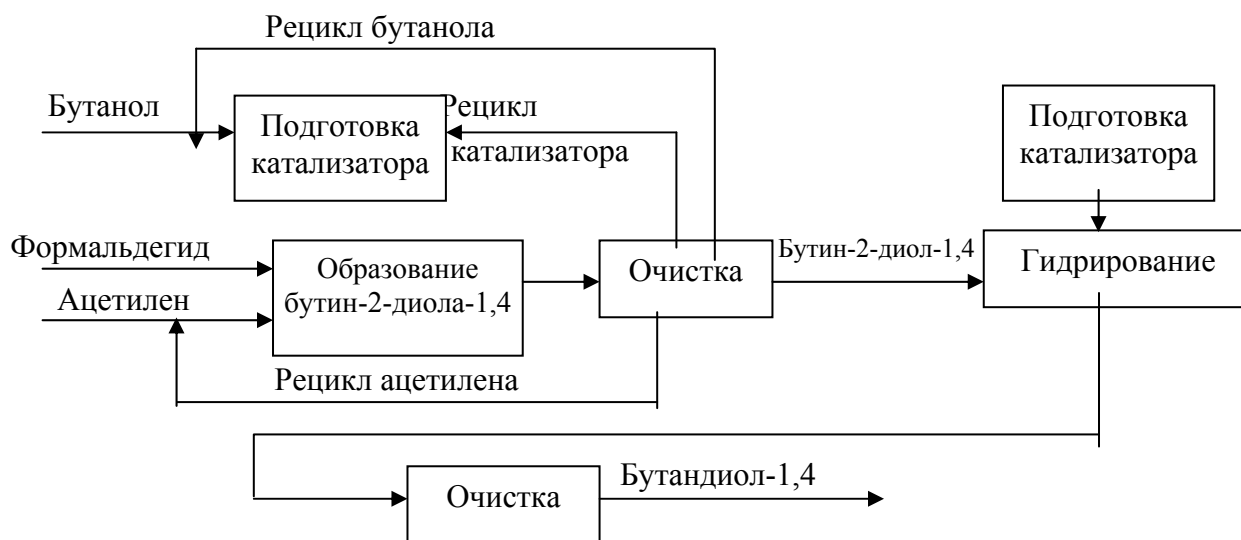 Рецикл бутанола
Бутанол
Подготовка
катализатора
Рецикл
катализатора
Подготовка
катализатора
Формальдегид
Ацетилен
Образование
бутин-2-диола-1,4
Очистка
Бутин-2-диол-1,4
Гидрирование
Рецикл ацетилена
Очистка
Бутандиол-1,4